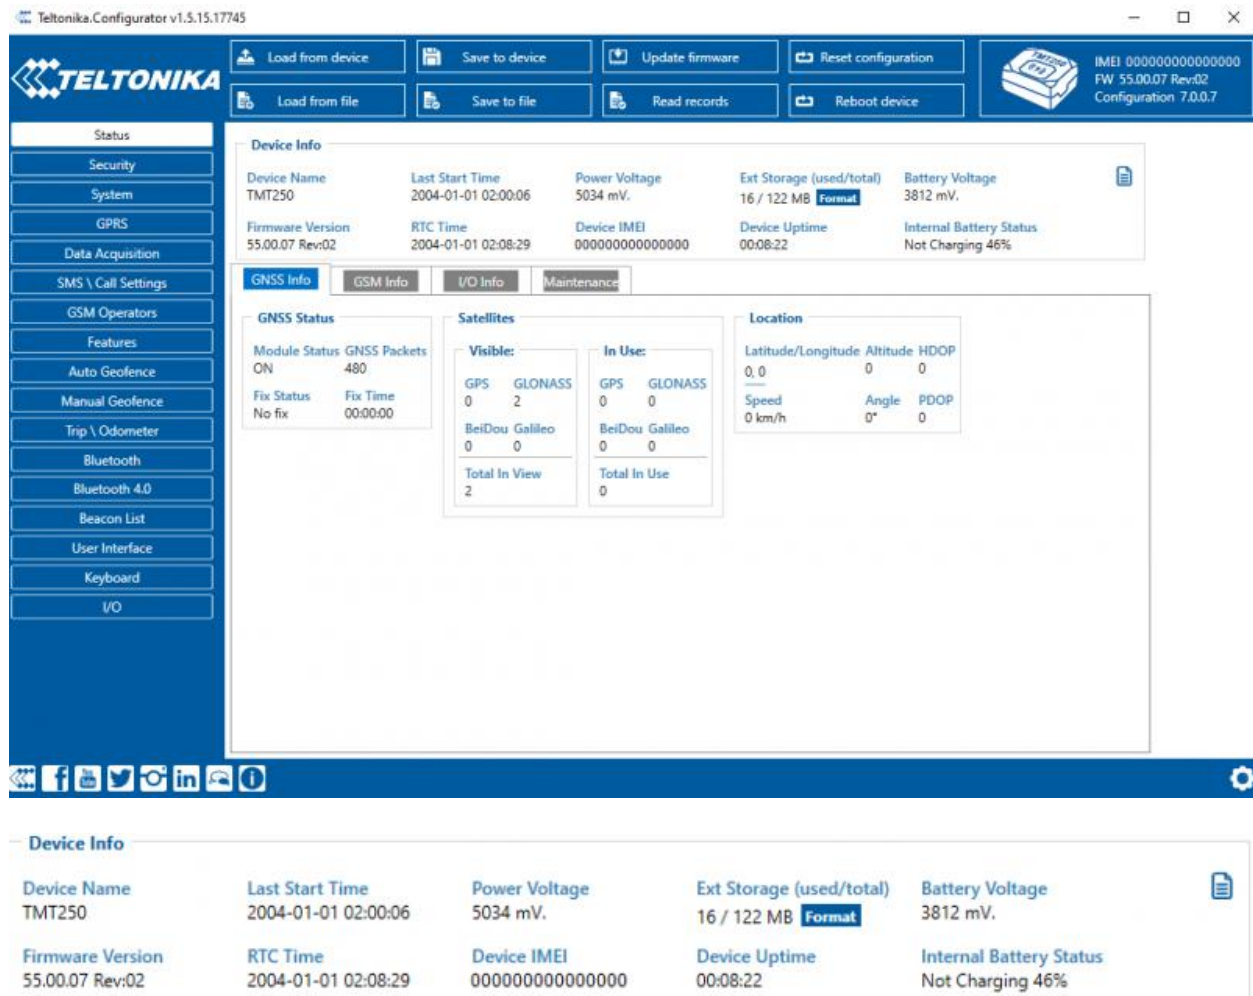 Teltonika.Configurator v1.5.15.17745
TELTONIKA
Load from device
Save to device
Update firmware
Reset configuration
Load from file
Save to file
Read records
Reboot device
IMEI 000000000000000
FW 55.00.07 Rev:02
Configuration 7.0.0.7
Status
Security
System
GPRS
Data Acquisition
SMS \ Call Settings
GSM Operators
Features
Auto Geofence
Manual Geofence
Trip \ Odometer
Bluetooth
Bluetooth 4.0
Beacon List
User Interface
Keyboard
I/O
Device Info
Device Name Last Start Time Power Voltage Ext Storage (used/total) Battery Voltage
TMT250 2004-01-01 02:00:06 5034 mV. 16 / 122 MB Format 3812 mV.
Firmware Version RTC Time Device IMEI Device Uptime Internal Battery Status
55.00.07 Rev:02 2004-01-01 02:08:29 000000000000000 00:08:22 Not Charging 46%
GNSS Info GSM Info I/O Info Maintenance
GNSS Status
Module Status GNSS Packets
ON 480
Fix Status Fix Time
No fix 00:00:00
Satellites
Visible:
GPS GLONASS
0 2
BeiDou Galileo
0 0
Total In View
2
In Use:
GPS GLONASS
0 0
BeiDou Galileo
0 0
Total In Use
0
Location
Latitude/Longitude Altitude HDOP
0, 0 0 0
Speed Angle PDOP
0 km/h 0° 0
Device Info
Device Name Last Start Time Power Voltage Ext Storage (used/total) Battery Voltage
TMT250 2004-01-01 02:00:06 5034 mV. 16 / 122 MB Format 3812 mV.
Firmware Version RTC Time Device IMEI Device Uptime Internal Battery Status
55.00.07 Rev:02 2004-01-01 02:08:29 000000000000000 00:08:22 Not Charging 46%